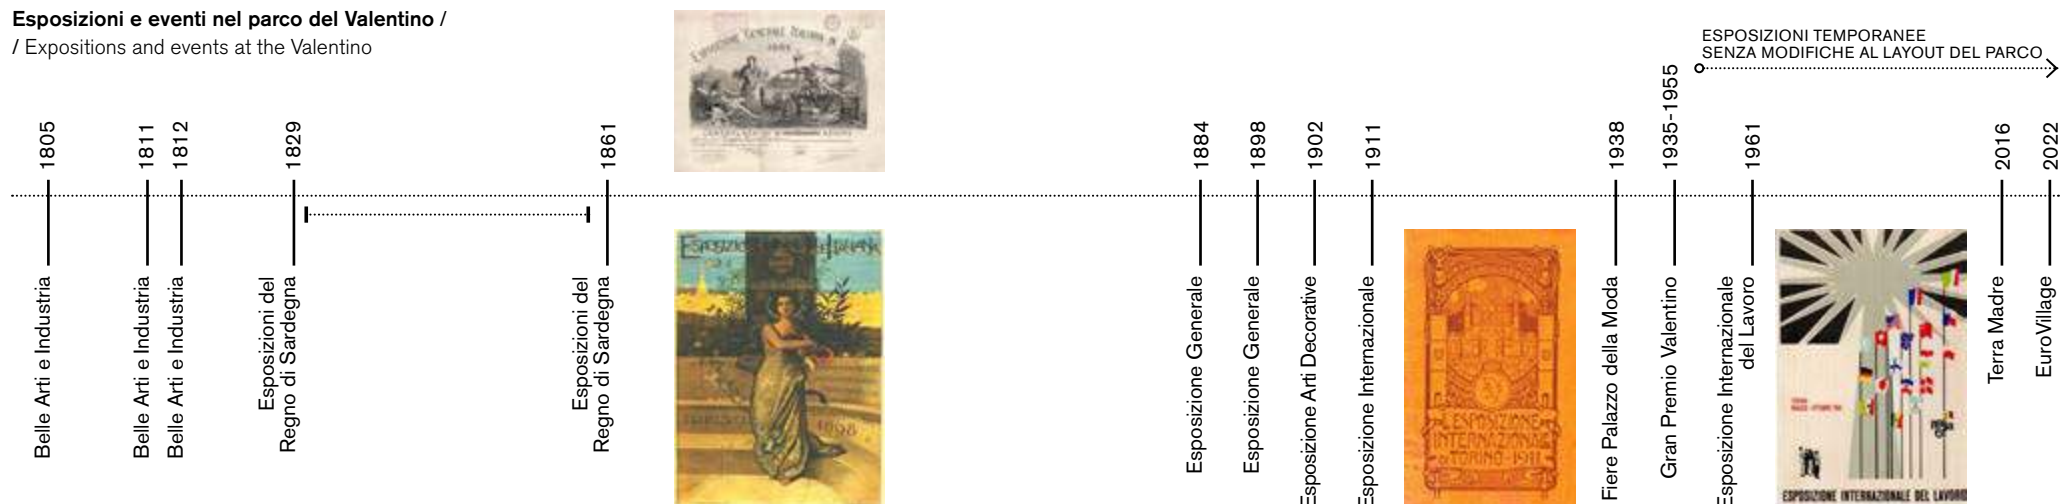 Esposizioni e eventi nel parco del Valentino /
/ Expositions and events at the Valentino
ESPOSIZIONI TEMPORANEE
SENZA MODIFICHE AL LAYOUT DEL PARCO
1805
1811
1812
1829
1861
1884
1898
1902
1911
1938
1935-1955
1961
2016
2022
Belle Arti e Industria
Belle Arti e Industria
Belle Arti e Industria
Esposizioni del
Regno di Sardegna
Esposizioni del
Regno di Sardegna
1898
Esposizione Generale
Esposizione Generale
Esposizione Arti Decorative
Esposizione Internazionale
L'ESPOSIZIONE
INTERNAZIONALE
DI TORINO · 1911
Fiere Palazzo della Moda
Gran Premio Valentino
Esposizione Internazionale
del Lavoro
ESPOSIZIONE INTERNAZIONALE DEL LAVORO
Terra Madre
EuroVillage